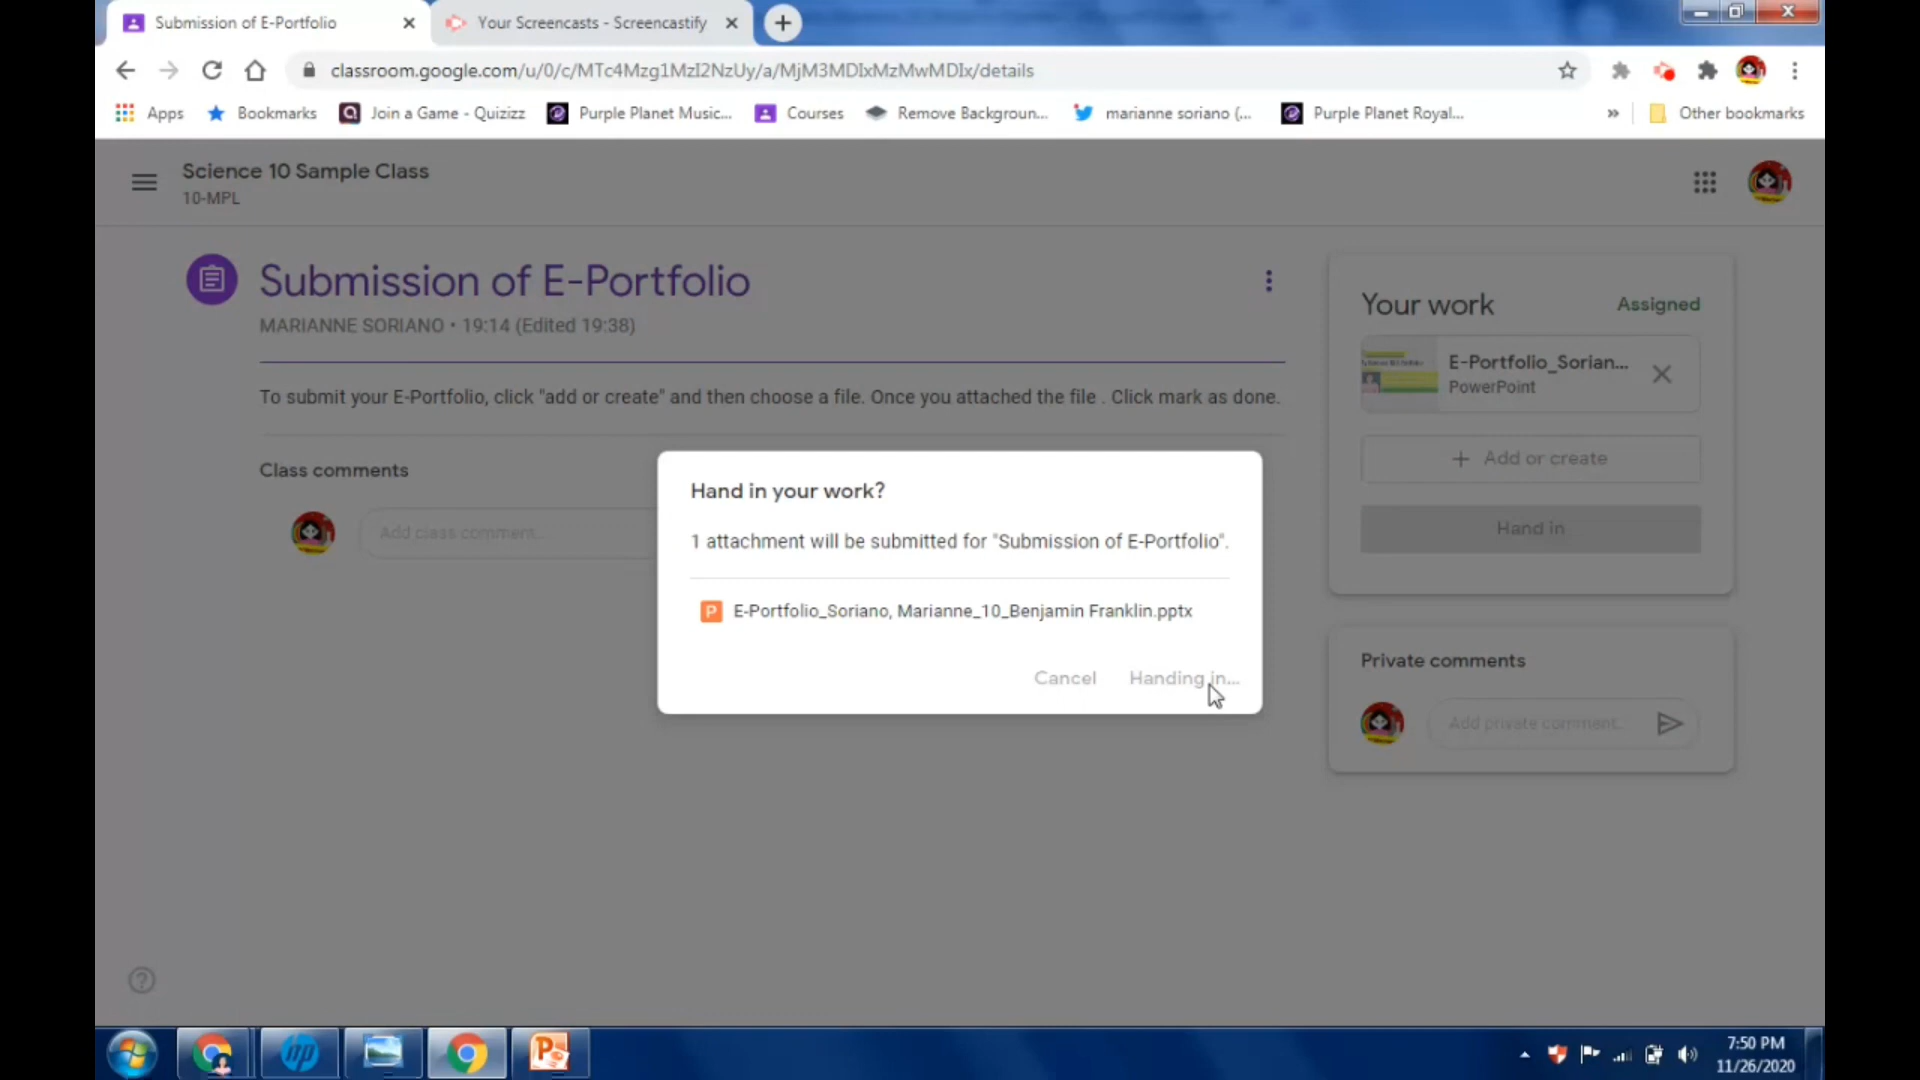 Submission of E-Portfolio
Your Screencasts - Screencastify
classroom.google.com/u/0/c/MTc4Mzg1MzI2NzUy/a/MjM3MDIxMzMwMDIx/details
Apps
Bookmarks
Join a Game - Quizizz
Purple Planet Music...
Courses
Remove Backgroun...
marianne soriano (...
Purple Planet Royal...
»
Other bookmarks
Science 10 Sample Class
10-MPL
Submission of E-Portfolio
MARIANNE SORIANO • 19:14 (Edited 19:38)
To submit your E-Portfolio, click "add or create" and then choose a file. Once you attached the file . Click mark as done.
Class comments
Add class comment...
Your work
Assigned
E-Portfolio_Sorian...
PowerPoint
+ Add or create
Hand in
Private comments
Add private comment...
Hand in your work?
1 attachment will be submitted for "Submission of E-Portfolio".
P E-Portfolio_Soriano, Marianne_10_Benjamin Franklin.pptx
Cancel
Handing in...
hp
P
7:50 PM
11/26/2020